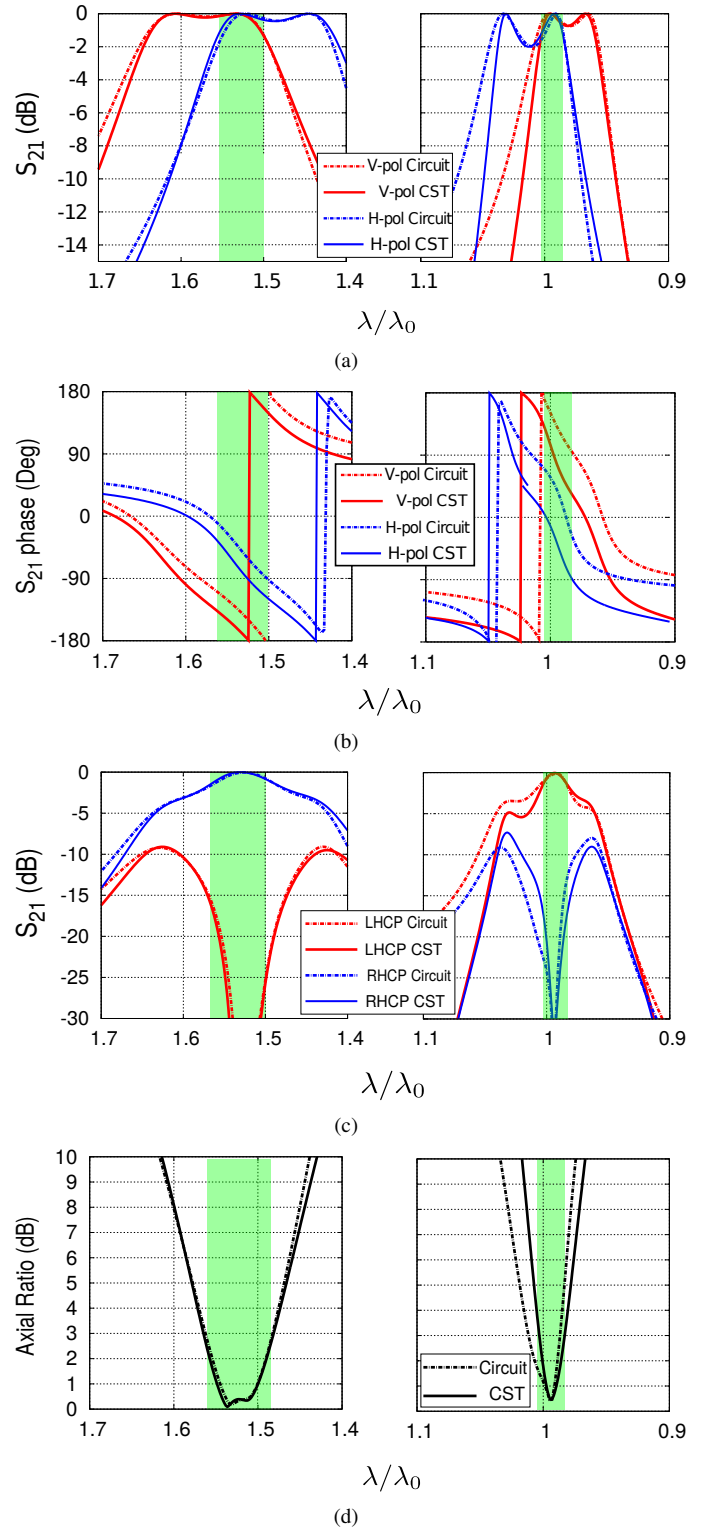 0
-2
-4
-6
-8
-10
-12
-14
S21 (dB)
V-pol Circuit
V-pol CST
H-pol Circuit
H-pol CST
1.7 1.6 1.5 1.4 1.1 1 0.9
λ/λ0
(a)
180
90
0
-90
-180
S21 phase (Deg)
V-pol Circuit
V-pol CST
H-pol Circuit
H-pol CST
1.7 1.6 1.5 1.4 1.1 1 0.9
λ/λ0
(b)
0
-5
-10
-15
-20
-25
-30
S21 (dB)
LHCP Circuit
LHCP CST
RHCP Circuit
RHCP CST
1.7 1.6 1.5 1.4 1.1 1 0.9
λ/λ0
(c)
10
9
8
7
6
5
4
3
2
1
0
Axial Ratio (dB)
Circuit
CST
1.7 1.6 1.5 1.4 1.1 1 0.9
λ/λ0
(d)